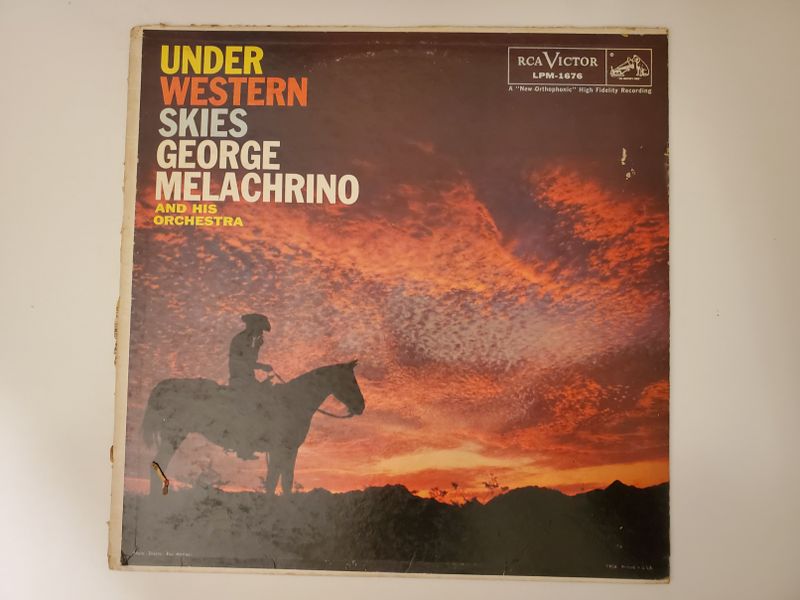 UNDER
WESTERN
SKIES
GEORGE
MELACHRINO
AND HIS
ORCHESTRA
RCA VICTOR
LPM-1676
A "New Orthophonic" High Fidelity Recording